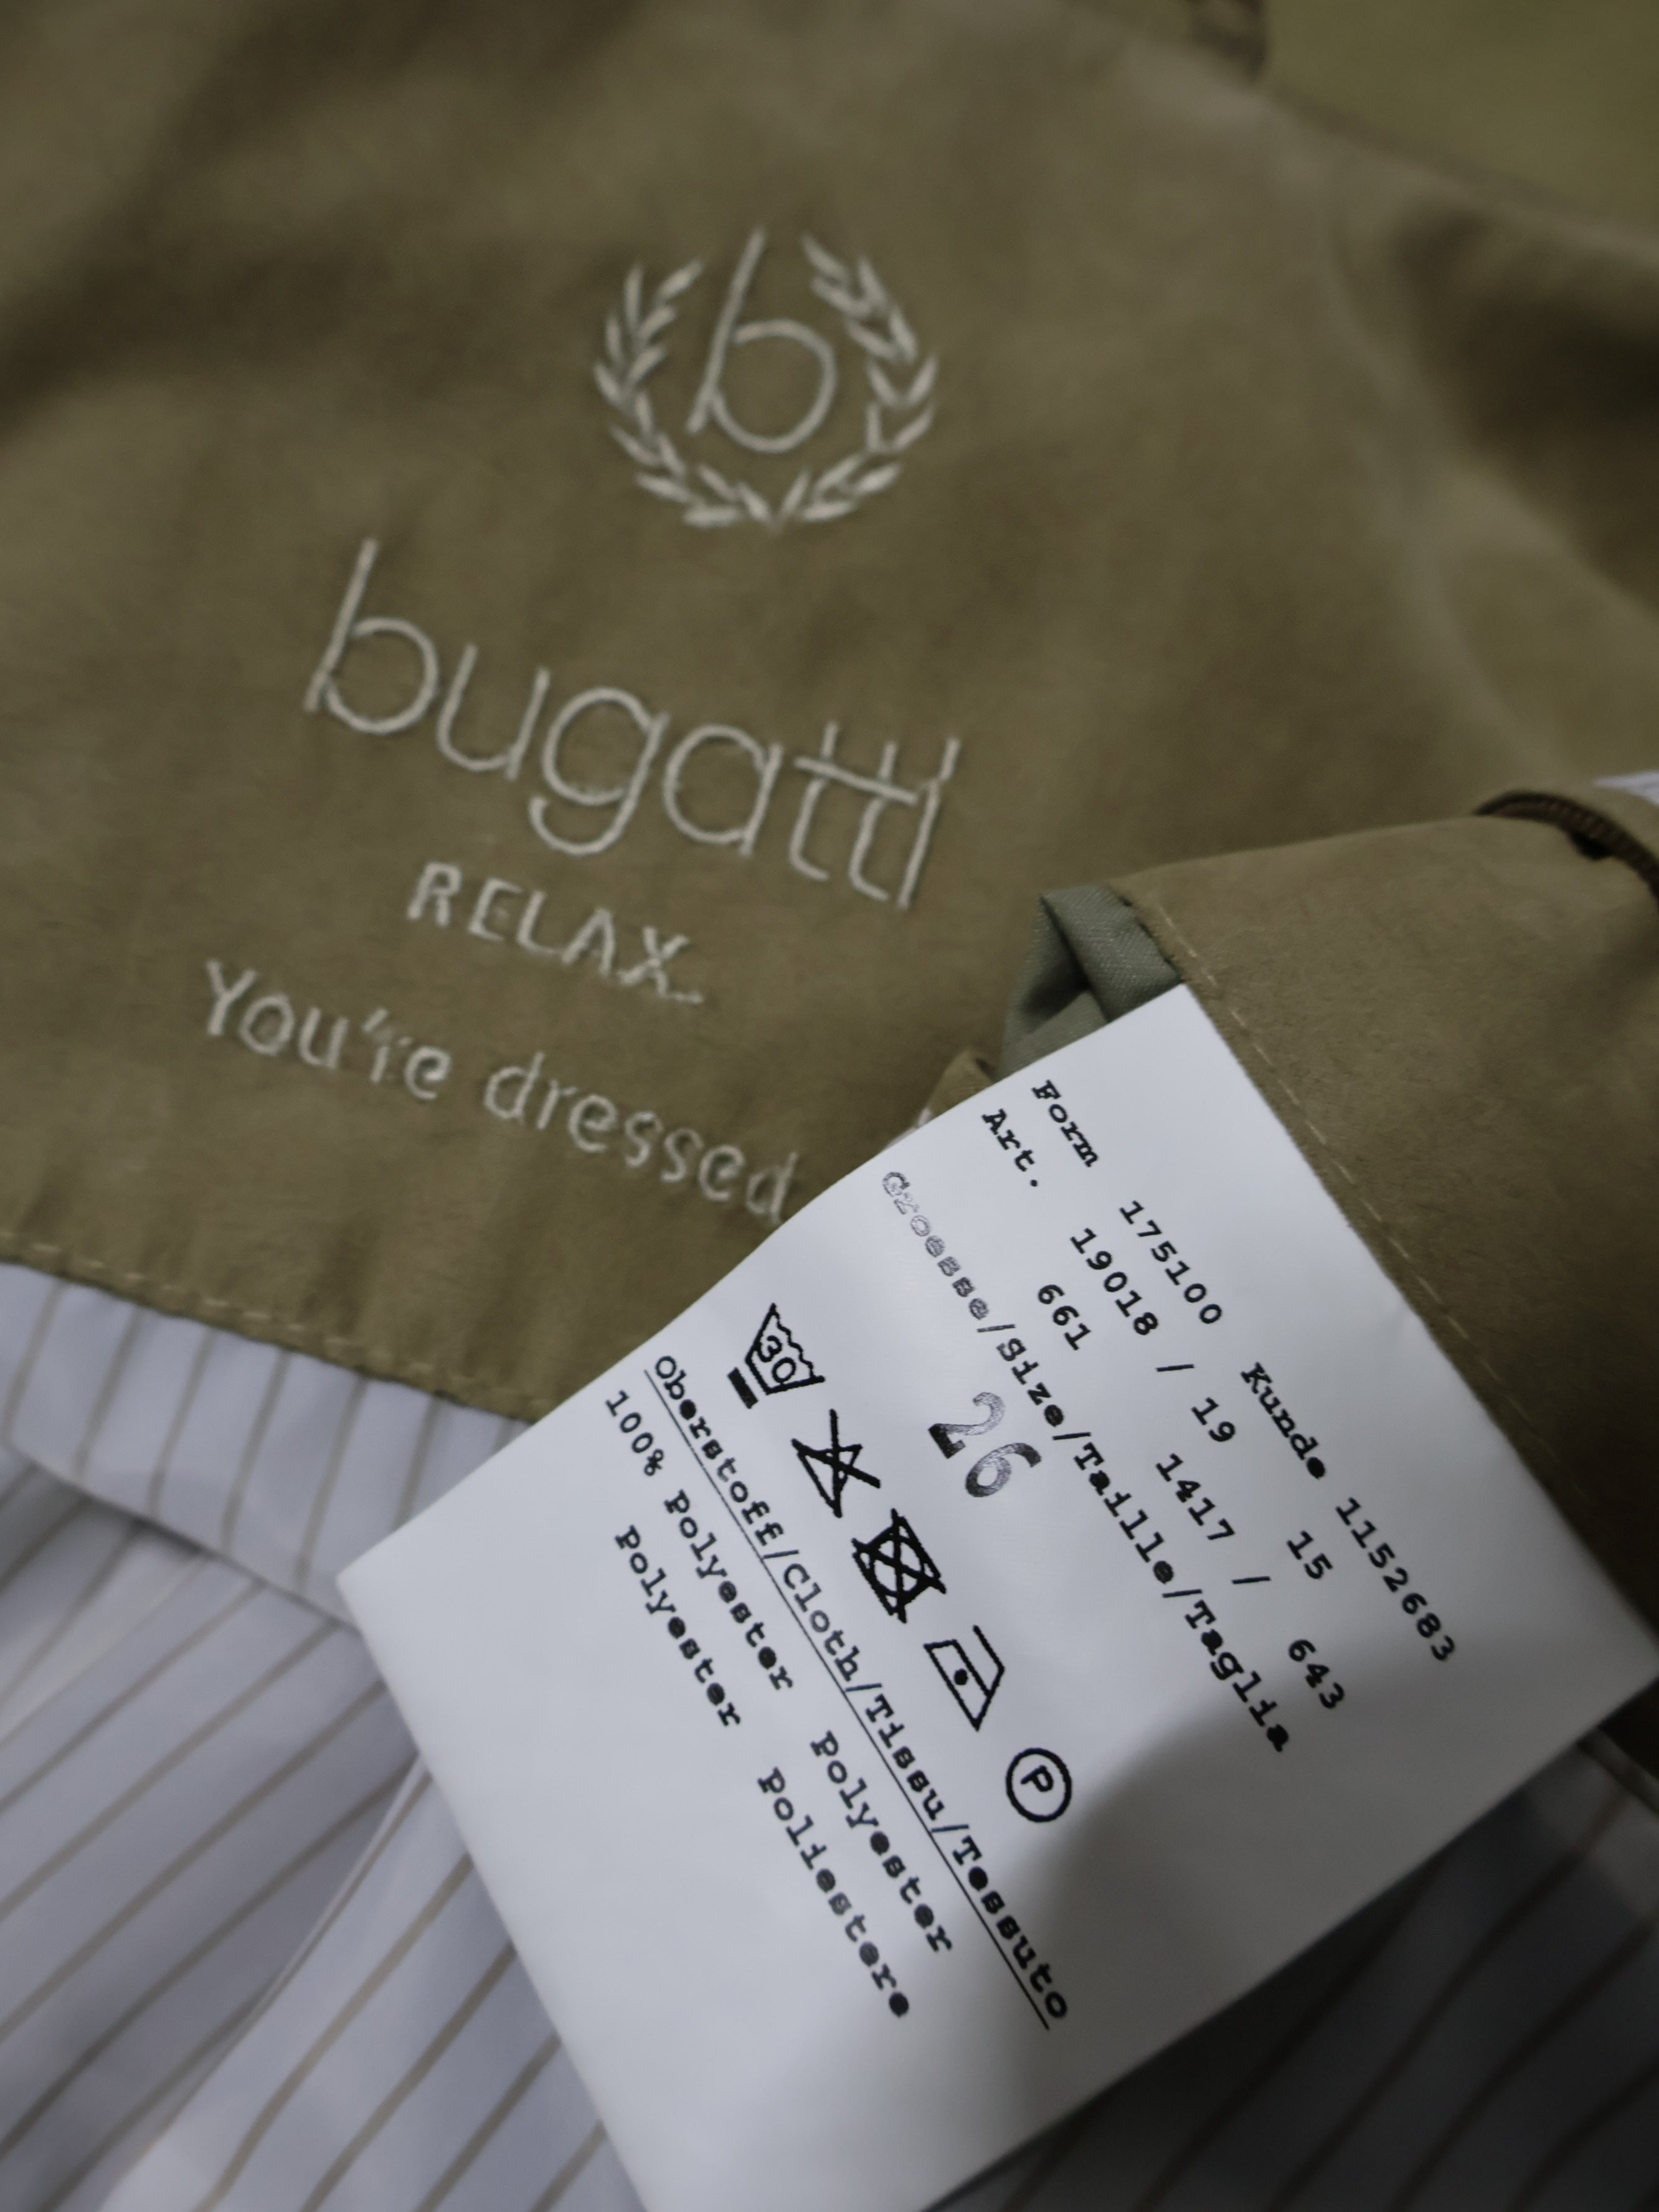 b
bugatti
RELAX.
You're dressed
Form 175100 Kunde 1152683
Art. 19018 / 19 15
661 1417 / 643
Groesse/Size/Taille/Taglia
26
30
P
Oberstoff/Cloth/Tissu/Tessuto
100% Polyester Polyester
Polyester Poliestere